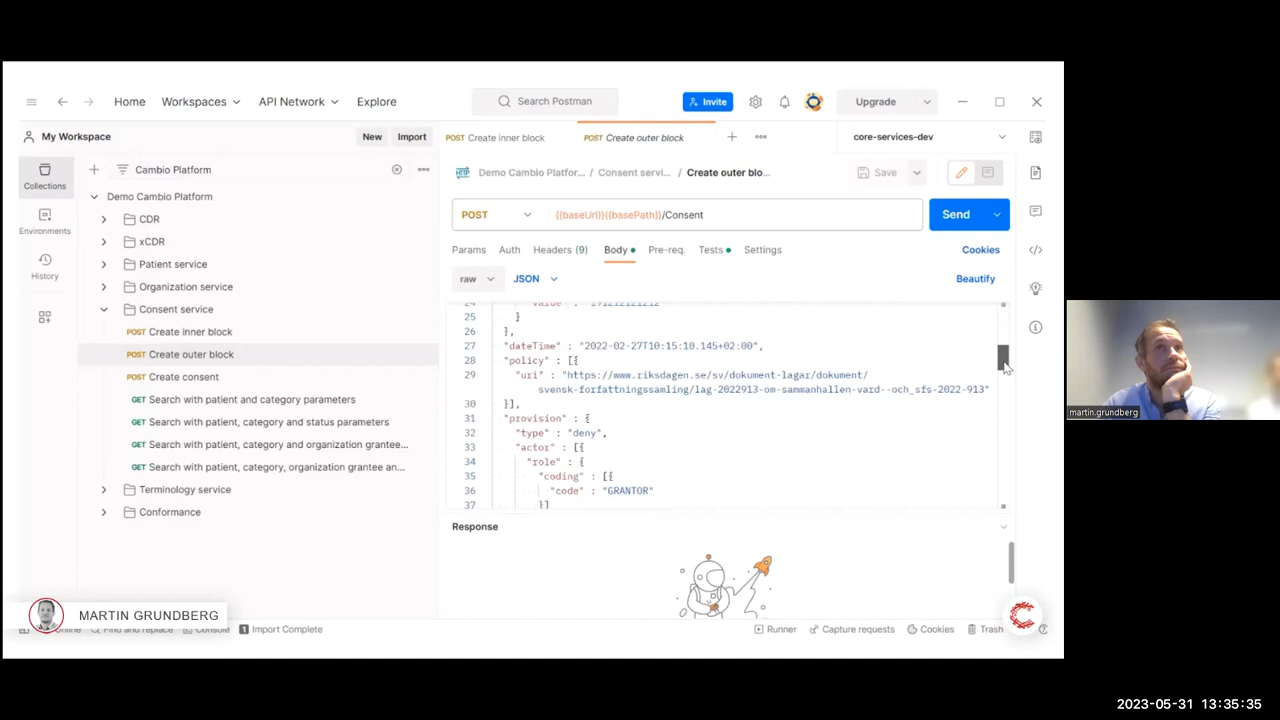 Home Workspaces API Network Explore Search Postman Invite Upgrade
My Workspace New Import POST Create inner block POST Create outer block core-services-dev
Collections
Environments
History
Cambio Platform
Demo Cambio Platform
CDR
xCDR
Patient service
Organization service
Consent service
POST Create inner block
POST Create outer block
POST Create consent
GET Search with patient and category parameters
GET Search with patient, category and status parameters
GET Search with patient, category and organization grantee...
GET Search with patient, category, organization grantee an...
Terminology service
Conformance
HTTP Demo Cambio Platfor... / Consent servi... / Create outer blo... Save
POST {{baseUrl}}{{basePath}}/Consent Send
Params Auth Headers (9) Body Pre-req. Tests Settings Cookies
raw JSON Beautify
25 }
26 },
27 "dateTime" : "2022-02-27T10:15:10.145+02:00",
28 "policy" : [{
29 "uri" : "https://www.riksdagen.se/sv/dokument-lagar/dokument/
svensk-forfattningssamling/lag-2022913-om-sammanhallen-vard--och_sfs-2022-913"
30 }],
31 "provision" : {
32 "type" : "deny",
33 "actor" : [{
34 "role" : {
35 "coding" : [{
36 "code" : "GRANTOR"
37 }]
Response
MARTIN GRUNDBERG
Online Find and replace Console Import Complete Runner Capture requests Cookies Trash
martin.grundberg
2023-05-31 13:35:35